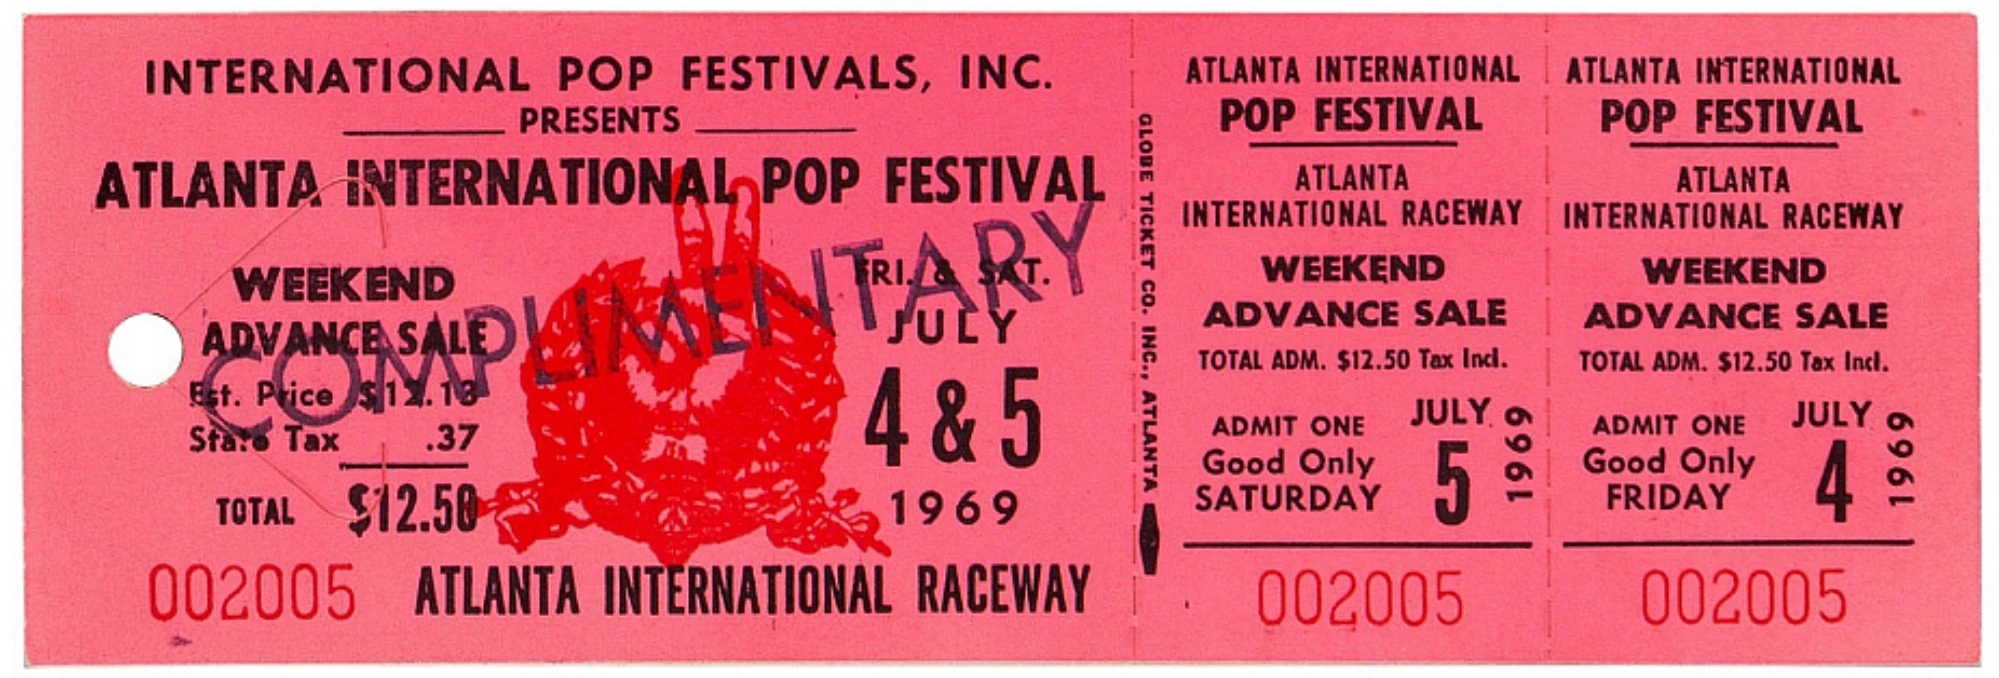 INTERNATIONAL POP FESTIVALS, INC.
PRESENTS
ATLANTA INTERNATIONAL POP FESTIVAL
COMPLIMENTARY
WEEKEND
ADVANCE SALE
Est. Price $12.13
State Tax .37
TOTAL $12.50
FRI. & SAT.
JULY
4 & 5
1969
002005
ATLANTA INTERNATIONAL RACEWAY
GLOBE TICKET CO. INC., ATLANTA
ATLANTA INTERNATIONAL
POP FESTIVAL
ATLANTA
INTERNATIONAL RACEWAY
WEEKEND
ADVANCE SALE
TOTAL ADM. $12.50 Tax Incl.
ADMIT ONE
Good Only
SATURDAY
JULY
5
1969
002005
ATLANTA INTERNATIONAL
POP FESTIVAL
ATLANTA
INTERNATIONAL RACEWAY
WEEKEND
ADVANCE SALE
TOTAL ADM. $12.50 Tax Incl.
ADMIT ONE
Good Only
FRIDAY
JULY
4
1969
002005